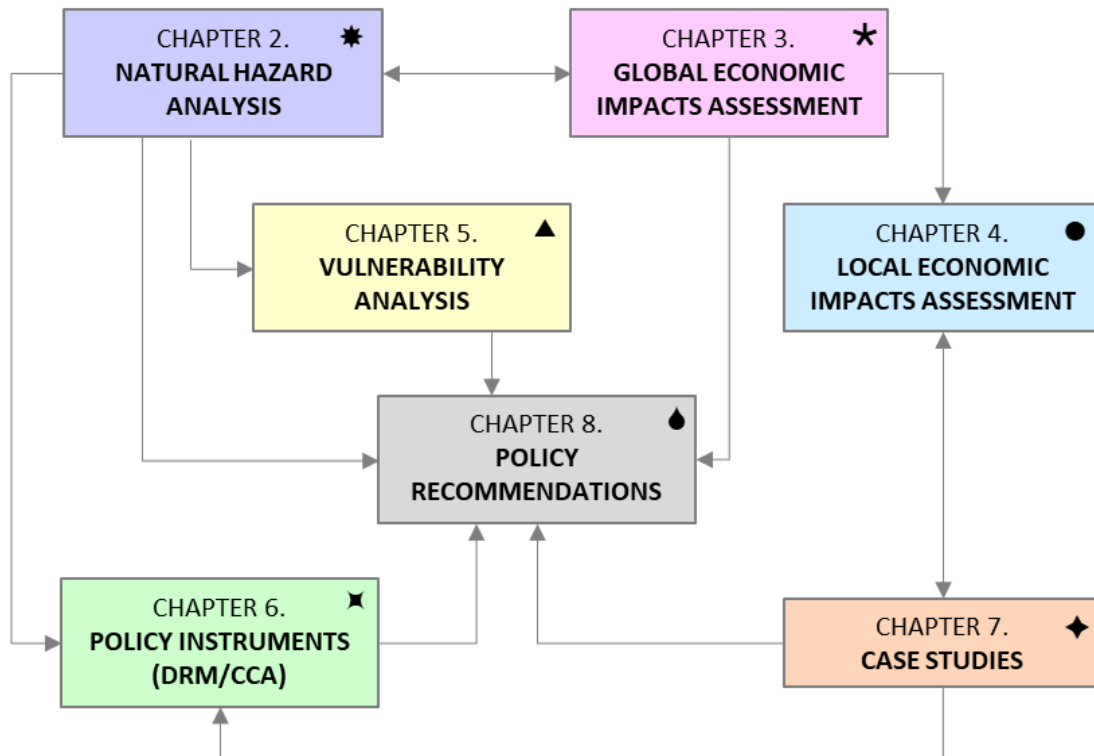 CHAPTER 2.
NATURAL HAZARD
ANALYSIS
CHAPTER 3.
GLOBAL ECONOMIC
IMPACTS ASSESSMENT
CHAPTER 5.
VULNERABILITY
ANALYSIS
CHAPTER 4.
LOCAL ECONOMIC
IMPACTS ASSESSMENT
CHAPTER 8.
POLICY
RECOMMENDATIONS
CHAPTER 6.
POLICY INSTRUMENTS
(DRM/CCA)
CHAPTER 7.
CASE STUDIES